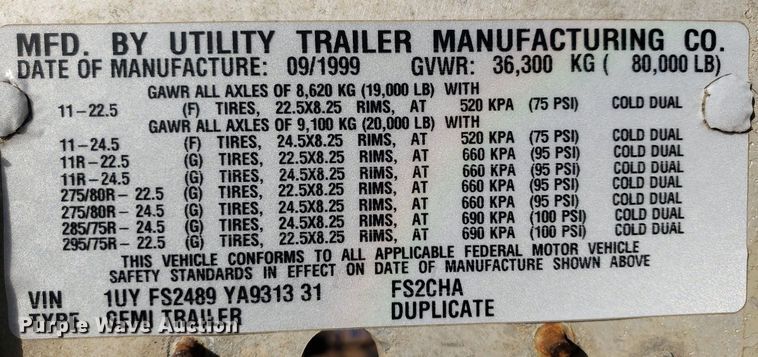 MFD. BY UTILITY TRAILER MANUFACTURING CO.
DATE OF MANUFACTURE: 09/1999 GVWR: 36,300 KG ( 80,000 LB)
GAWR ALL AXLES OF 8,620 KG (19,000 LB) WITH
11-22.5 (F) TIRES, 22.5X8.25 RIMS, AT 520 KPA (75 PSI) COLD DUAL
GAWR ALL AXLES OF 9,100 KG (20,000 LB) WITH
11-24.5 (F) TIRES, 24.5X8.25 RIMS, AT 520 KPA (75 PSI) COLD DUAL
11R-22.5 (G) TIRES, 22.5X8.25 RIMS, AT 660 KPA (95 PSI) COLD DUAL
11R-24.5 (G) TIRES, 24.5X8.25 RIMS, AT 660 KPA (95 PSI) COLD DUAL
275/80R- 22.5 (G) TIRES, 22.5X8.25 RIMS, AT 660 KPA (95 PSI) COLD DUAL
275/80R- 24.5 (G) TIRES, 24.5X8.25 RIMS, AT 660 KPA (95 PSI) COLD DUAL
285/75R- 24.5 (G) TIRES, 24.5X8.25 RIMS, AT 690 KPA (100 PSI) COLD DUAL
295/75R- 22.5 (G) TIRES, 22.5X8.25 RIMS, AT 690 KPA (100 PSI) COLD DUAL
THIS VEHICLE CONFORMS TO ALL APPLICABLE FEDERAL MOTOR VEHICLE
SAFETY STANDARDS IN EFFECT ON DATE OF MANUFACTURE SHOWN ABOVE
VIN 1UY FS2489 YA9313 31 FS2CHA
TYPE SEMI TRAILER DUPLICATE
Purple Wave Auction